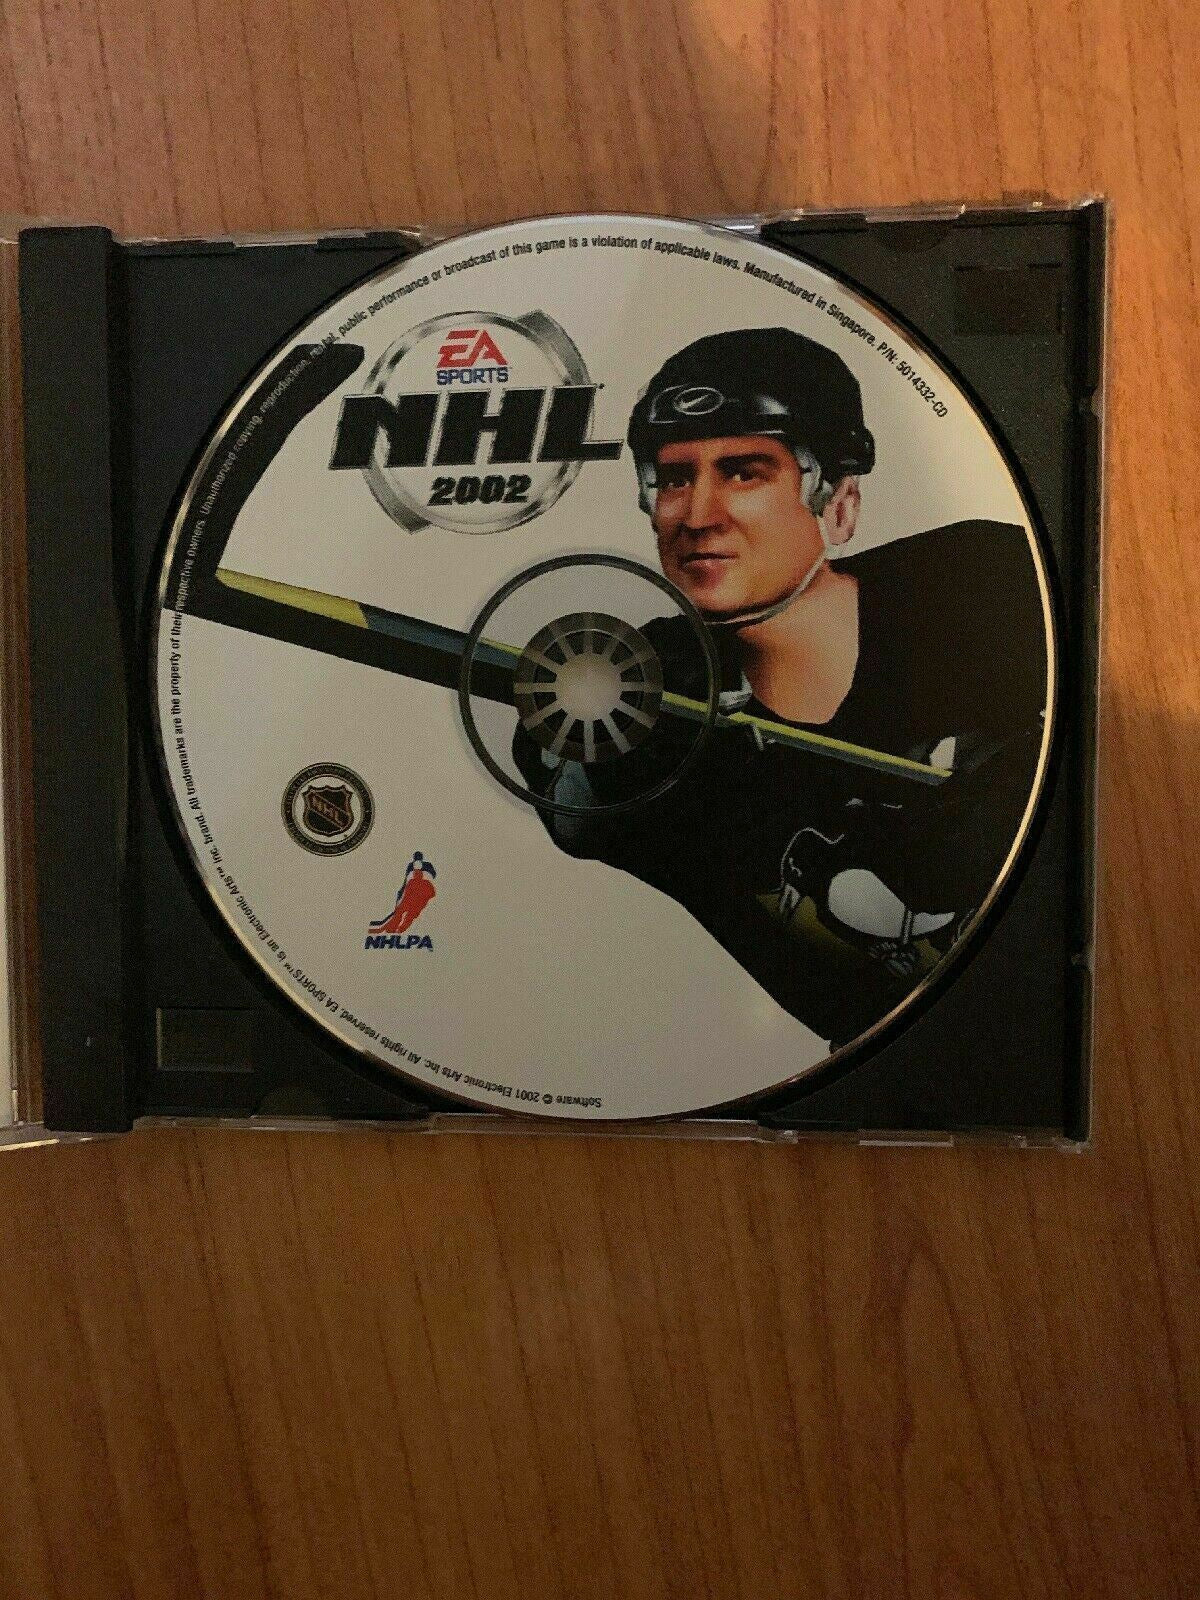 EA
SPORTS
NHL
2002
NHL
NHLPA
Software © 2001 Electronic Arts Inc. All rights reserved. EA SPORTS™ is an Electronic Arts™ Inc. brand. All trademarks are the property of their respective owners. Unauthorized copying, reproduction, rental, public performance or broadcast of this game is a violation of applicable laws. Manufactured in Singapore. P/N: 5014332-CD